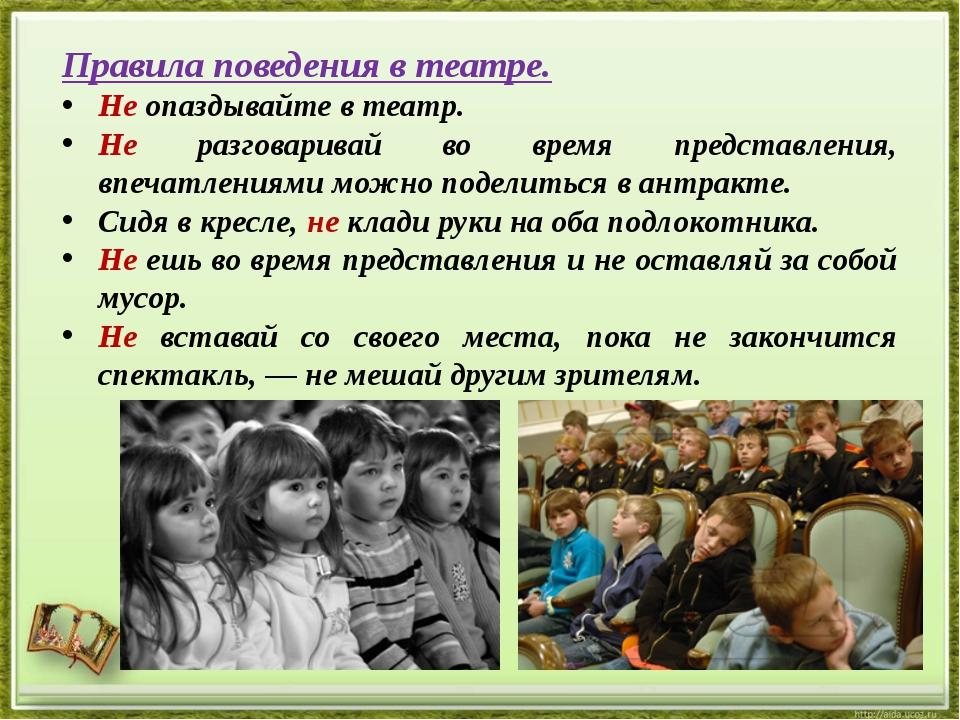 Правила поведения в театре.
• Не опаздывайте в театр.
• Не разговаривай во время представления,
впечатлениями можно поделиться в антракте.
• Сидя в кресле, не клади руки на оба подлокотника.
• Не ешь во время представления и не оставляй за собой
мусор.
• Не вставай со своего места, пока не закончится
спектакль, — не мешай другим зрителям.
http://aida.ucoz.ru